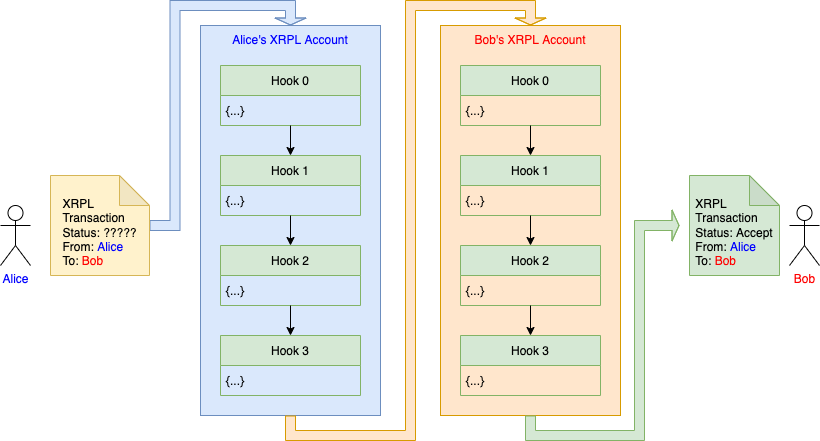 Alice's XRPL Account
Hook 0
{...}
Hook 1
{...}
Hook 2
{...}
Hook 3
{...}
Bob's XRPL Account
Hook 0
{...}
Hook 1
{...}
Hook 2
{...}
Hook 3
{...}
XRPL
Transaction
Status: ?????
From: Alice
To: Bob
Alice
XRPL
Transaction
Status: Accept
From: Alice
To: Bob
Bob